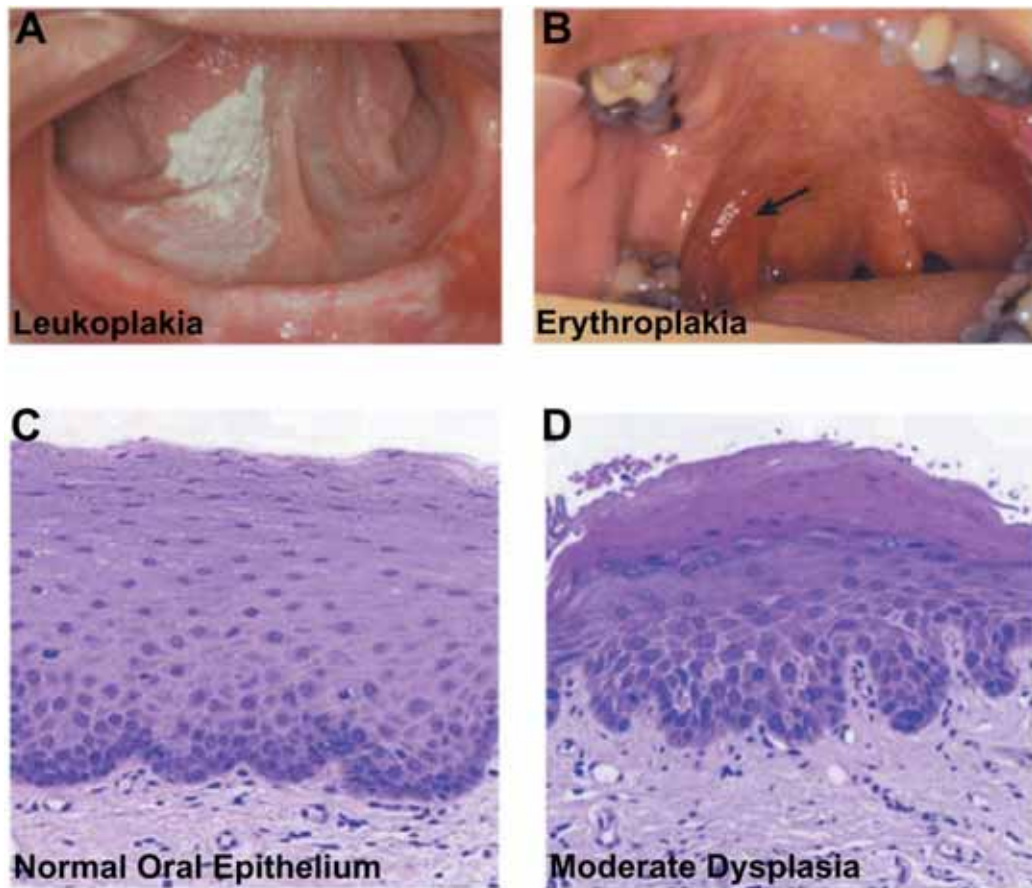 A
Leukoplakia
B
Erythroplakia
C
Normal Oral Epithelium
D
Moderate Dysplasia